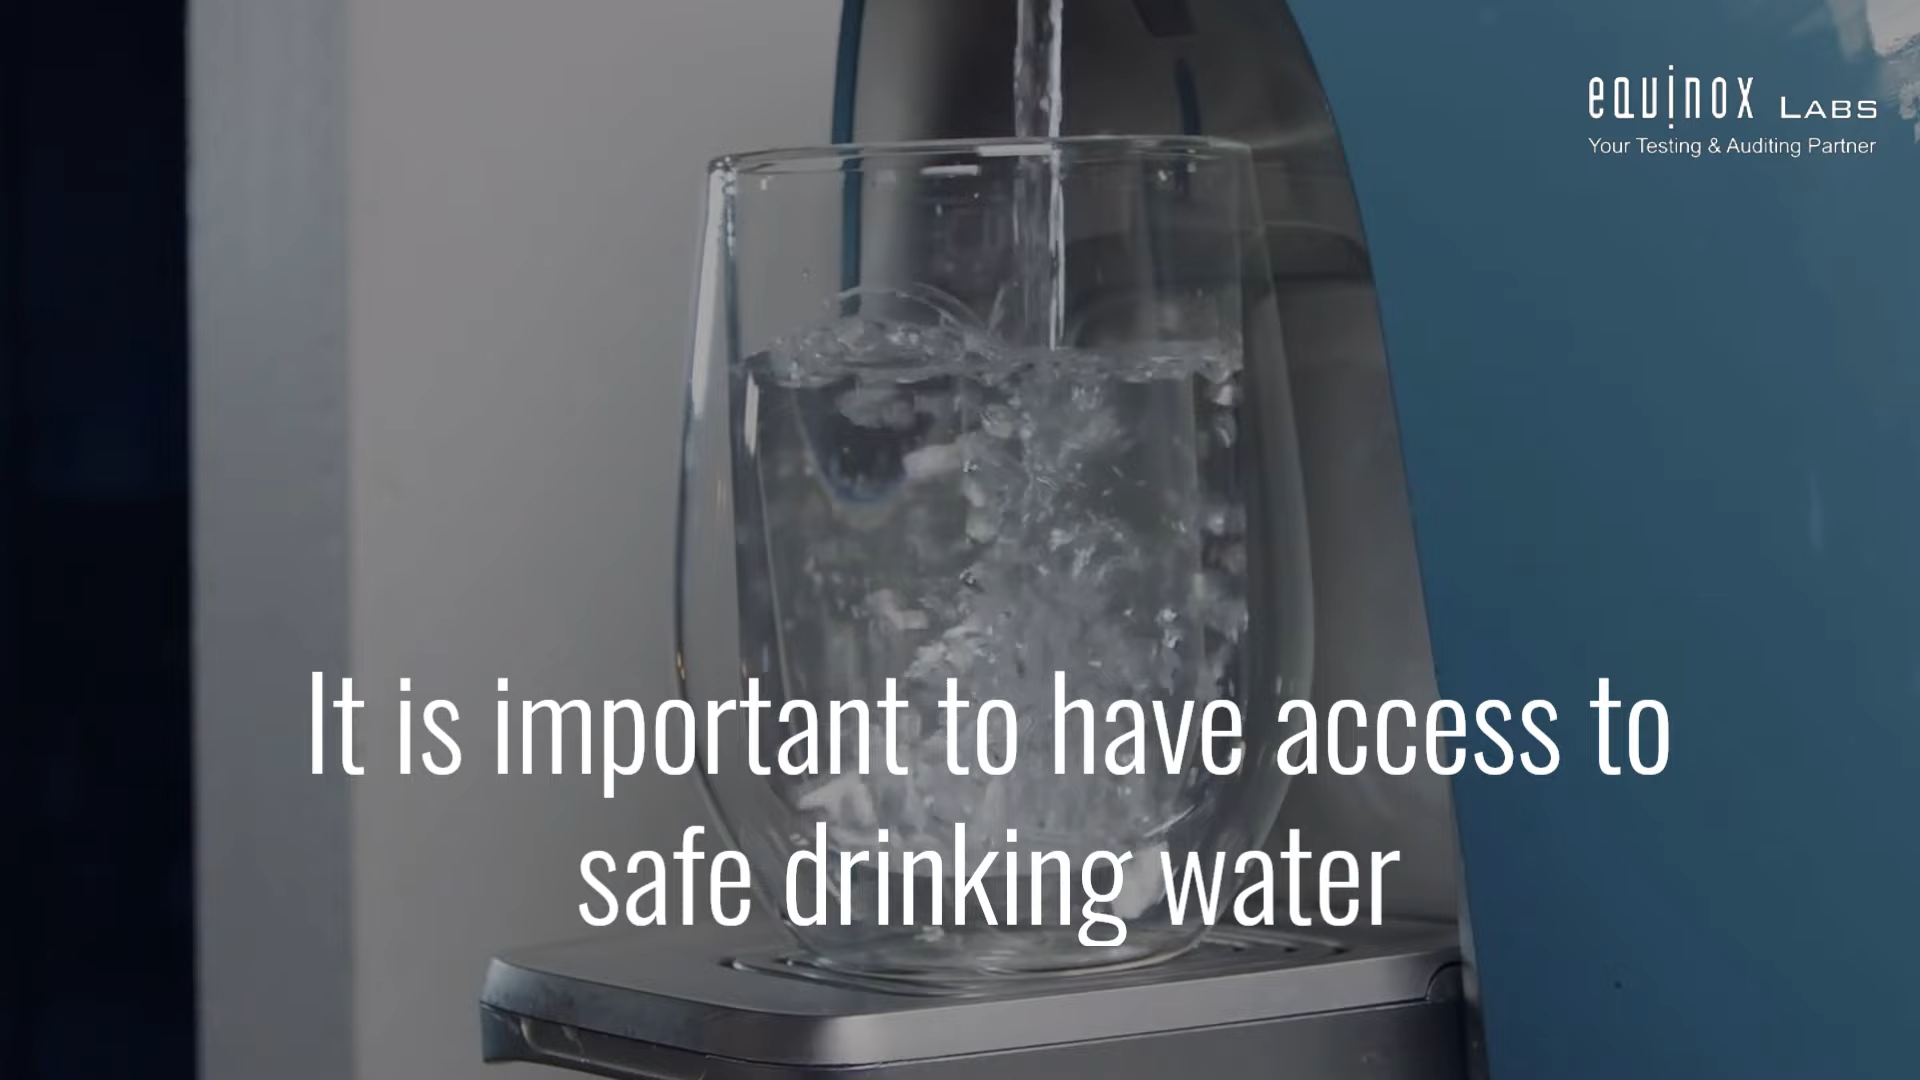 equinox LABS
Your Testing & Auditing Partner
It is important to have access to
safe drinking water